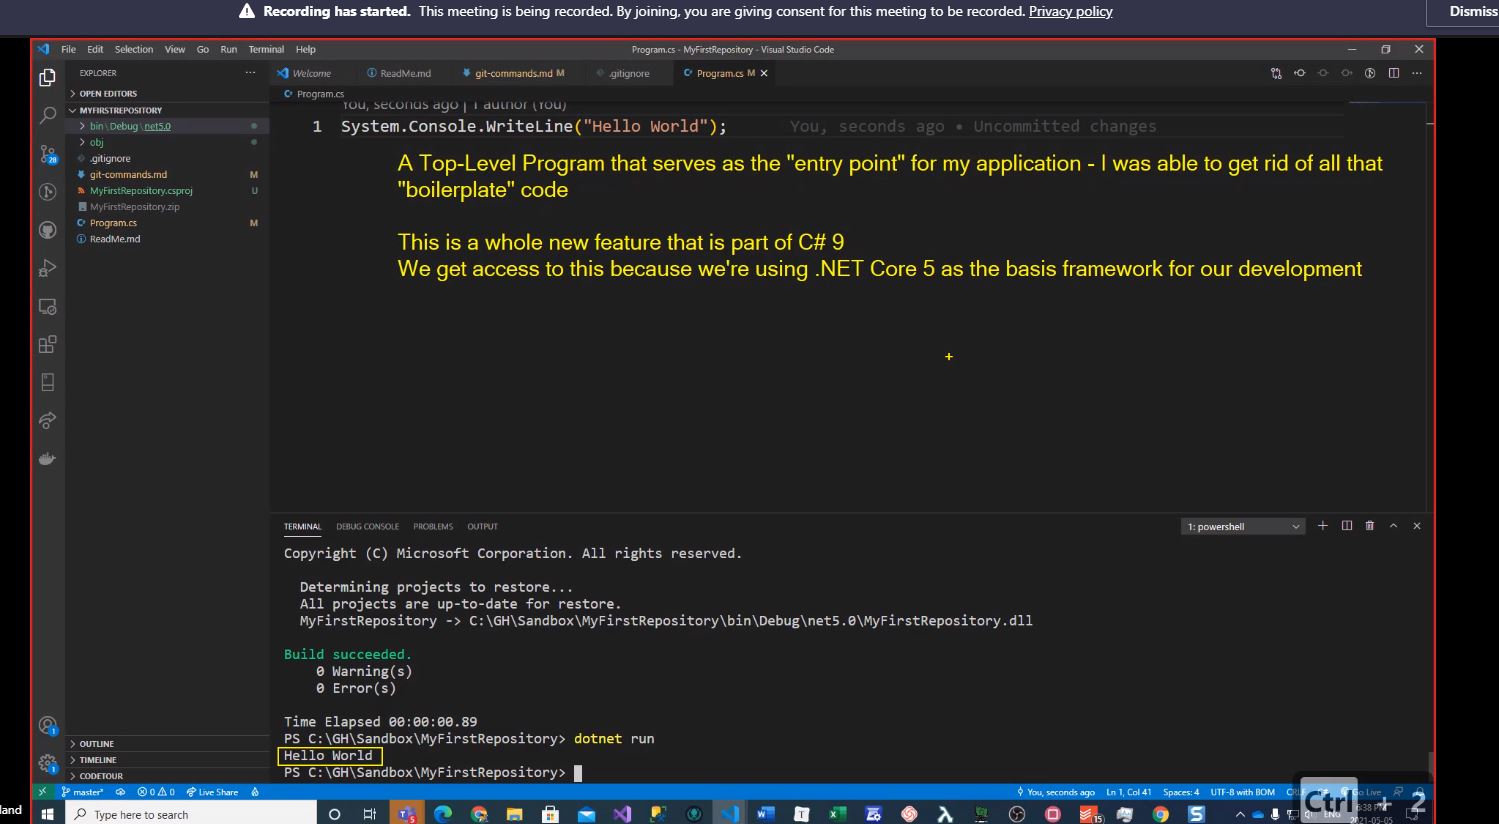 Recording has started. This meeting is being recorded. By joining, you are giving consent for this meeting to be recorded. Privacy policy
Dismiss
File Edit Selection View Go Run Terminal Help
Program.cs - MyFirstRepository - Visual Studio Code
EXPLORER
OPEN EDITORS
MYFIRSTREPOSITORY
bin\Debug\net5.0
obj
.gitignore
git-commands.md M
MyFirstRepository.csproj U
MyFirstRepository.zip
Program.cs M
ReadMe.md
OUTLINE
TIMELINE
CODETOUR
Welcome ReadMe.md git-commands.md M .gitignore Program.cs M
Program.cs
You, seconds ago | 1 author (You)
1 System.Console.WriteLine("Hello World"); You, seconds ago • Uncommitted changes
A Top-Level Program that serves as the "entry point" for my application - I was able to get rid of all that
"boilerplate" code
This is a whole new feature that is part of C# 9
We get access to this because we're using .NET Core 5 as the basis framework for our development
TERMINAL DEBUG CONSOLE PROBLEMS OUTPUT
1: powershell
Copyright (C) Microsoft Corporation. All rights reserved.
Determining projects to restore...
All projects are up-to-date for restore.
MyFirstRepository -> C:\GH\Sandbox\MyFirstRepository\bin\Debug\net5.0\MyFirstRepository.dll
Build succeeded.
0 Warning(s)
0 Error(s)
Time Elapsed 00:00:00.89
PS C:\GH\Sandbox\MyFirstRepository> dotnet run
Hello World
PS C:\GH\Sandbox\MyFirstRepository>
master* 0 0 Live Share
You, seconds ago Ln 1, Col 41 Spaces: 4 UTF-8 with BOM CRLF Go Live
Ctrl + 2
land
Type here to search
ENG
6:38 PM
2021-05-05